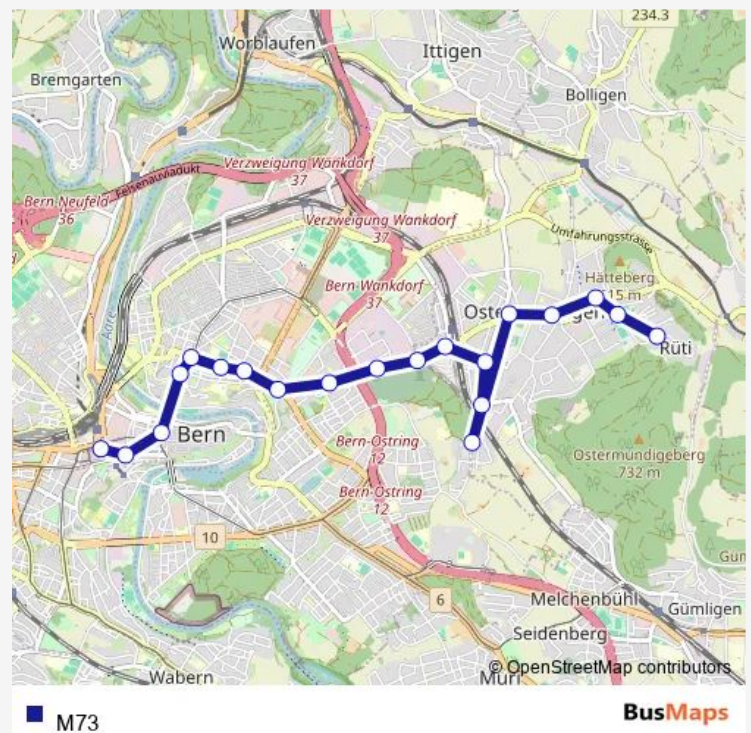 234.3
Worblaufen
Ittigen
Bremgarten
Bolligen
Verzweigung Wankdorf
37
Felsenauviadukt
Bern-Neufeld
36
Verzweigung Wankdorf
37
Umfahrungsstrasse
Hätteberg
Bern-Wankdorf
37
Aare
Rüti
Bern
Bern-Ostring
12
Ostermundigeberg
732 m
Bern-Ostring
12
10
6
Melchenbühl
Gümligen
Seidenberg
Wabern
Muri
© OpenStreetMap contributors
M73
BusMaps